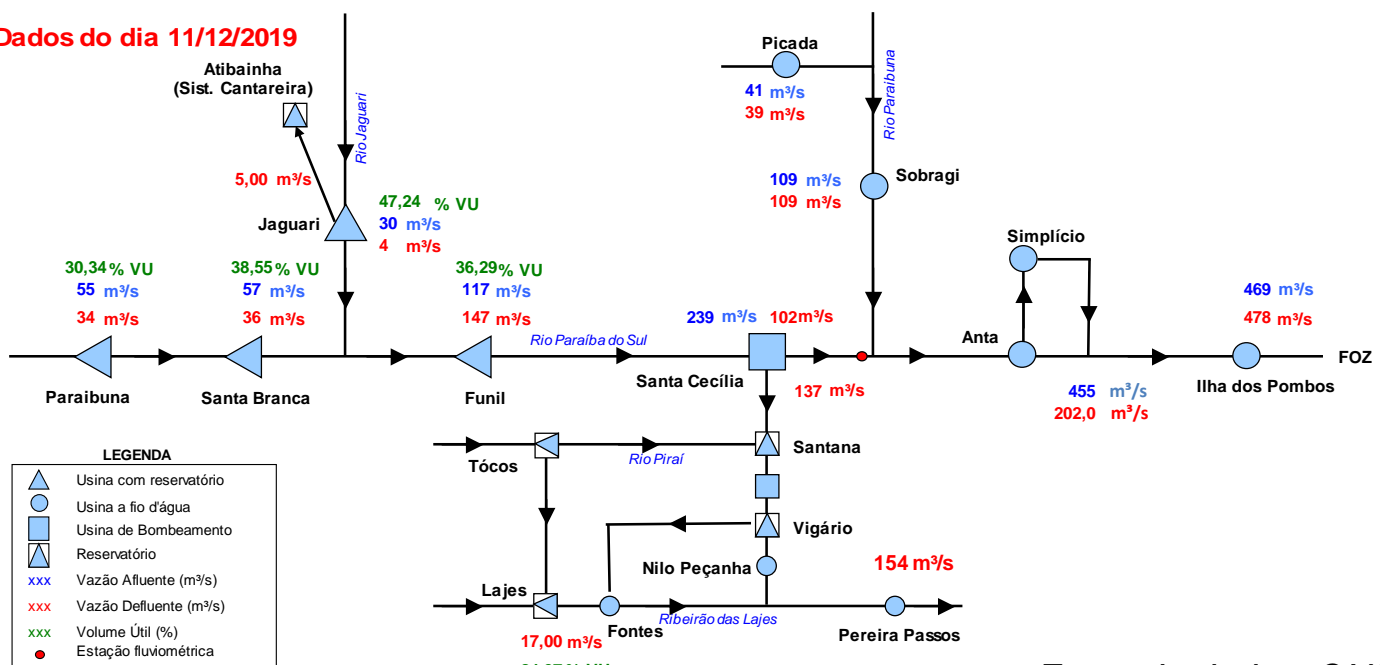 Dados do dia 11/12/2019
Atibainha
(Sist. Cantareira)
Rio Jaguari
5,00 m³/s
47,24 % VU
30 m³/s
4 m³/s
Jaguari
Picada
41 m³/s
39 m³/s
Rio Paraibuna
109 m³/s
109 m³/s
Sobragi
Simplício
30,34 % VU
55 m³/s
34 m³/s
Paraibuna
38,55 % VU
57 m³/s
36 m³/s
Santa Branca
36,29 % VU
117 m³/s
147 m³/s
Funil
Rio Paraíba do Sul
239 m³/s 102 m³/s
Santa Cecília
137 m³/s
Anta
455 m³/s
202,0 m³/s
469 m³/s
478 m³/s
Ilha dos Pombos
FOZ
Tócos
Rio Piraí
Santana
Vigário
Nilo Peçanha
154 m³/s
Lajes
17,00 m³/s
Fontes
Ribeirão das Lajes
Pereira Passos
LEGENDA
Usina com reservatório
Usina a fio d'água
Usina de Bombeamento
Reservatório
xxx Vazão Afluente (m³/s)
xxx Vazão Defluente (m³/s)
xxx Volume Útil (%)
Estação fluviométrica